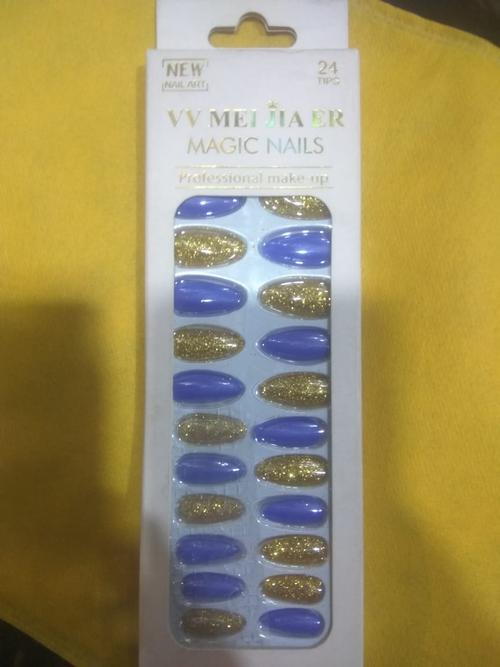 NEW
NAIL ART
24
TIPS
VV MEI JIA ER
MAGIC NAILS
Professional make-up